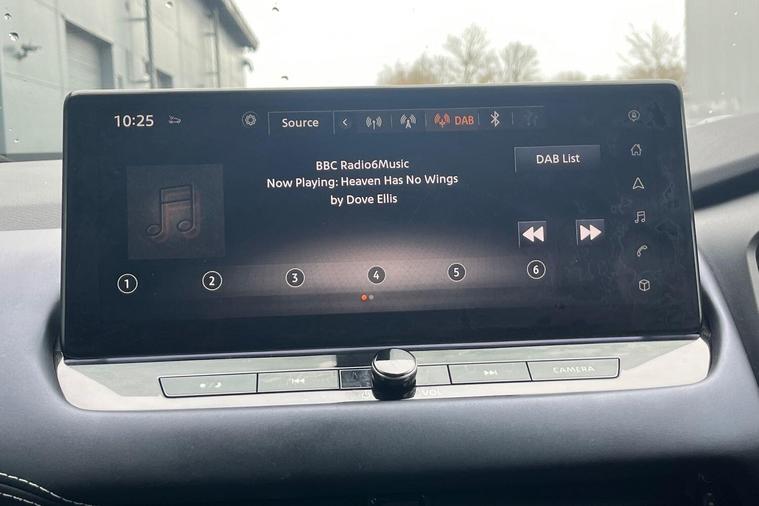 10:25
Source
DAB
BBC Radio6Music
Now Playing: Heaven Has No Wings
by Dove Ellis
DAB List
1 2 3 4 5 6
VOL
CAMERA